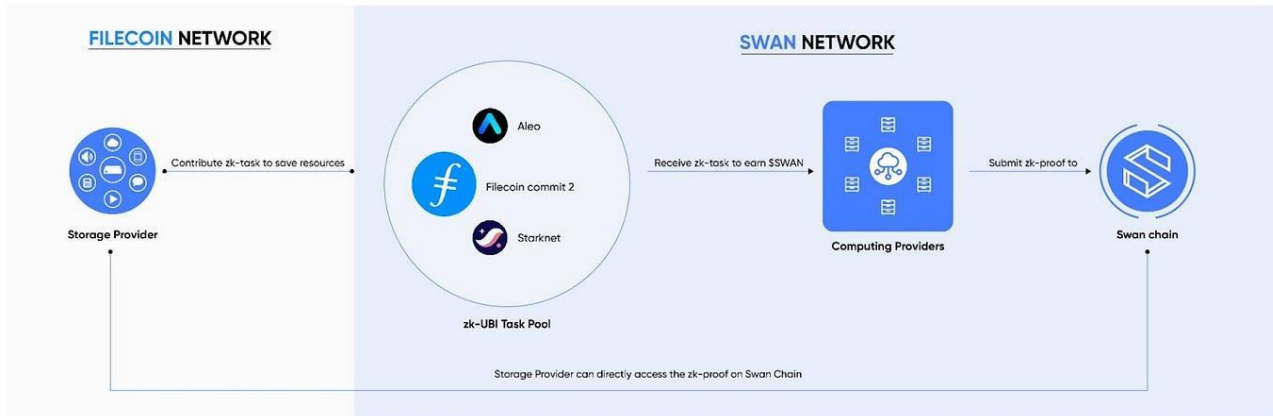 FILECOIN NETWORK
SWAN NETWORK
Aleo
Contribute zk-task to save resources
Receive zk-task to earn $SWAN
Submit zk-proof to
Filecoin commit 2
Storage Provider
Starknet
Computing Providers
Swan chain
zk-UBI Task Pool
Storage Provider can directly access the zk-proof on Swan Chain